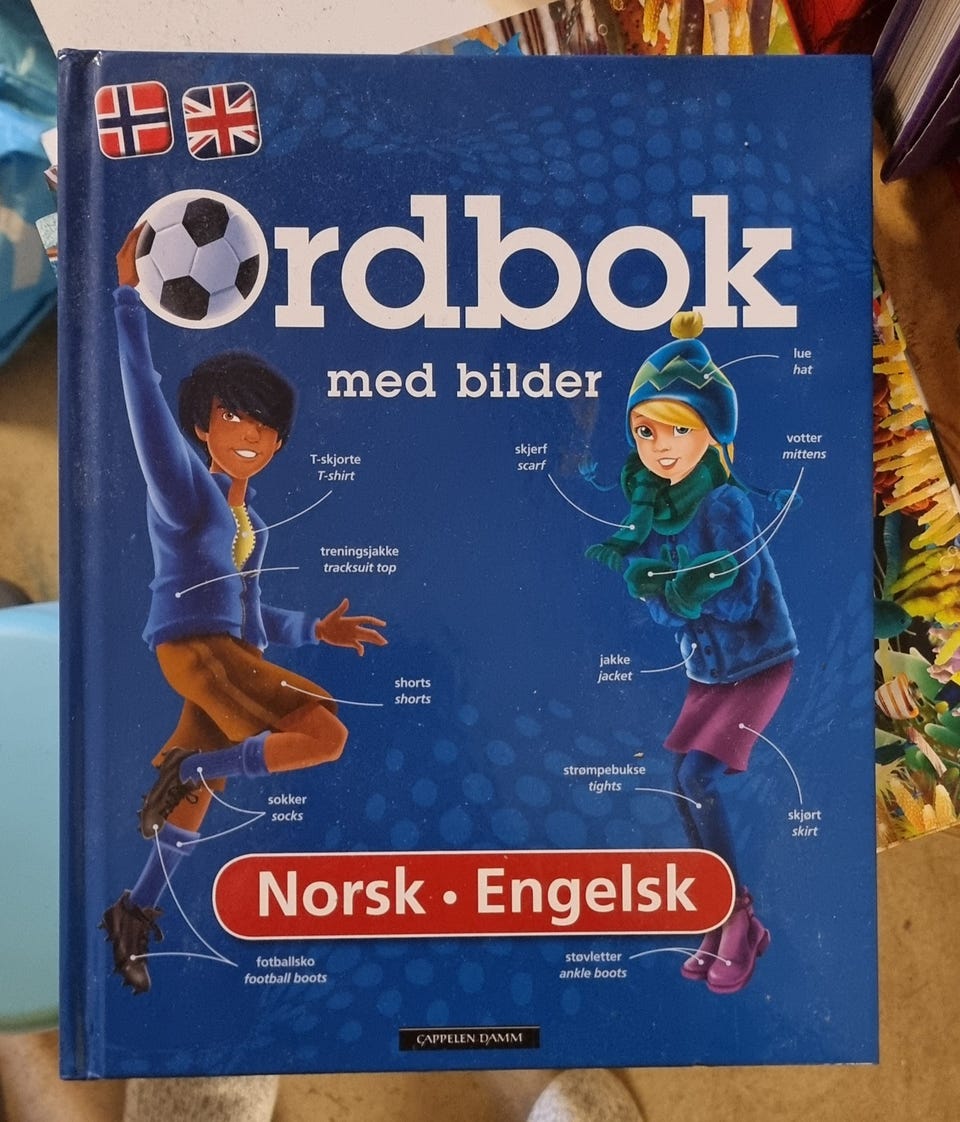 Ordbok
med bilder
lue
hat
votter
mittens
skjerf
scarf
T-skjorte
T-shirt
treningsjakke
tracksuit top
jakke
jacket
shorts
shorts
strømpebukse
tights
sokker
socks
skjørt
skirt
Norsk • Engelsk
fotballsko
football boots
støvletter
ankle boots
CAPPELEN DAMM